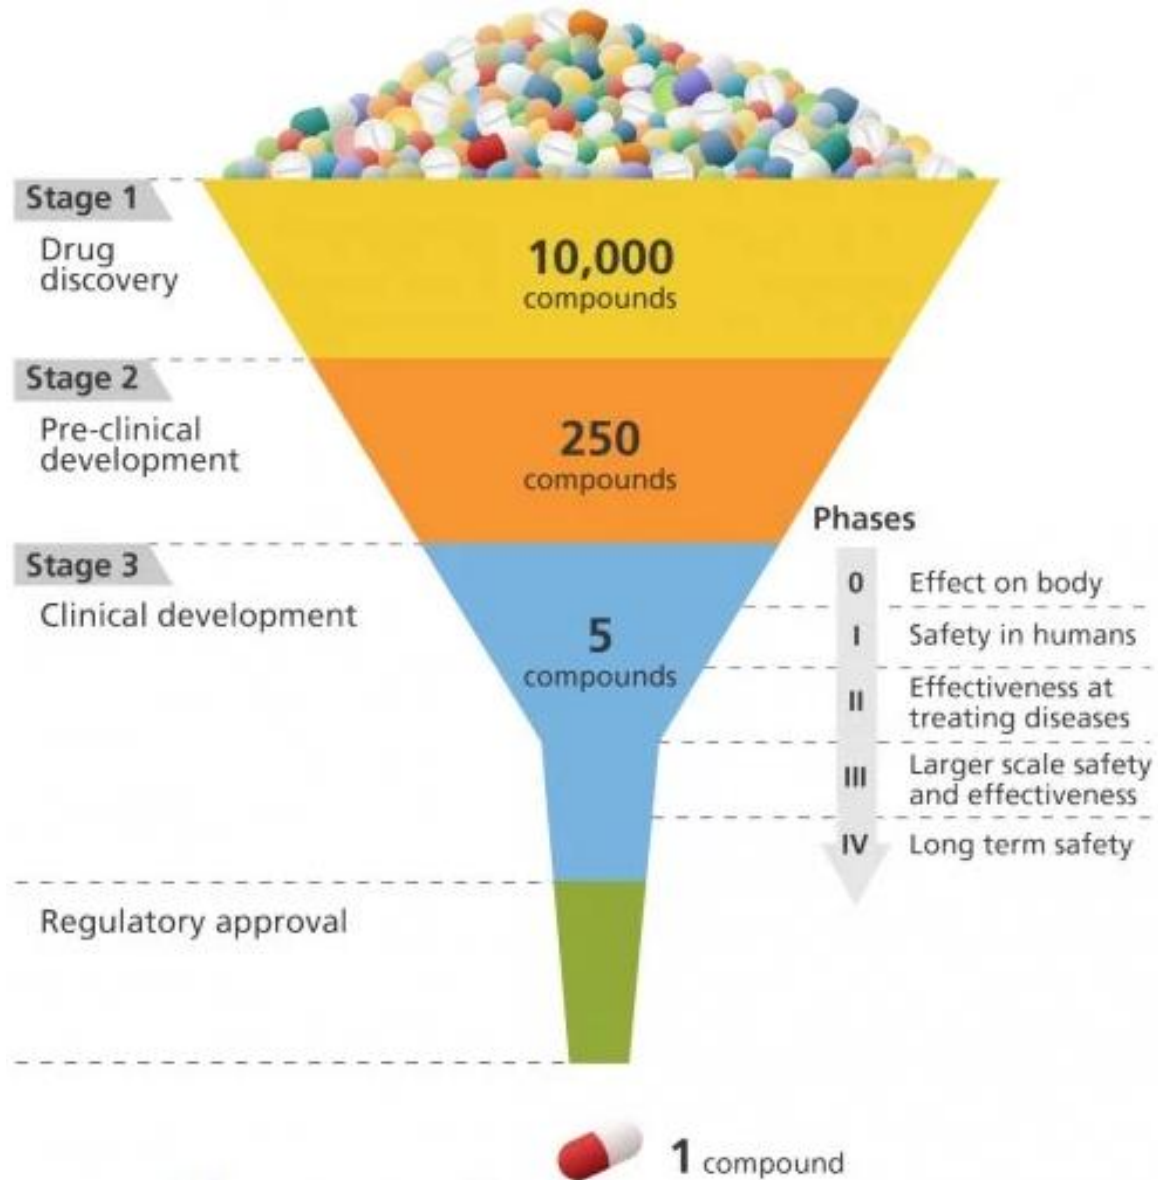 Stage 1
Drug
discovery
10,000
compounds
Stage 2
Pre-clinical
development
250
compounds
Stage 3
Clinical development
5
compounds
Phases
0 Effect on body
I Safety in humans
II Effectiveness at
treating diseases
III Larger scale safety
and effectiveness
IV Long term safety
Regulatory approval
1 compound